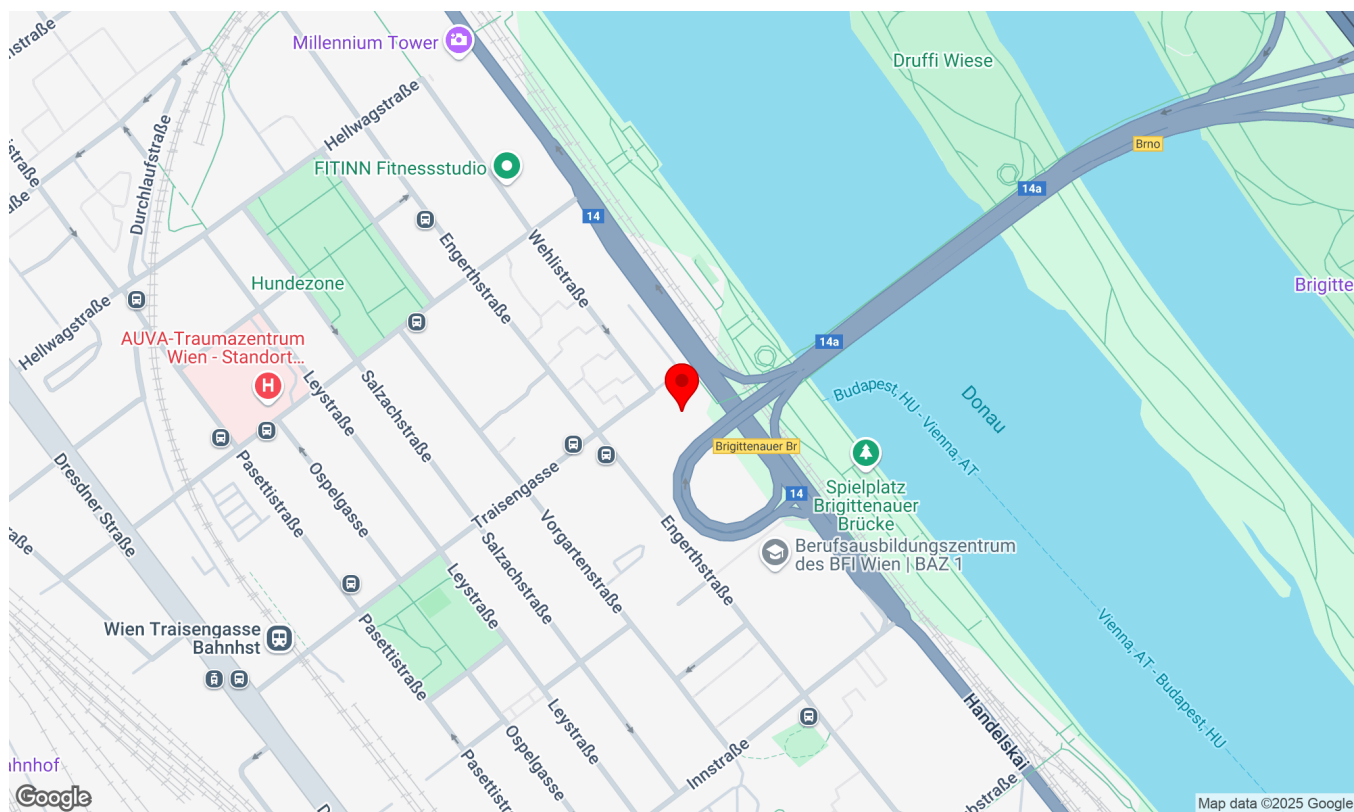 nstraße
Millennium Tower
Druffi Wiese
Hellwagstraße
Durchlaufstraße
Brno
FITINN Fitnessstudio
14a
14
Engerthstraße
Wehlistraße
Hundezone
Brigitte
Hellwagstraße
AUVA-Traumazentrum
Wien - Standort...
H
14a
Leystraße
Salzachstraße
Budapest, HU - Vienna, AT
Donau
Brigittenauer Br
Dresdner Straße
Pasettistraße
Ospelgasse
Traisengasse
14
Spielplatz
Brigittenauer
Brücke
Vorgartenstraße
Engerthstraße
Salzachstraße
Leystraße
Berufsausbildungszentrum
des BFI Wien | BAZ 1
Wien Traisengasse
Bahnhst
Pasettistraße
Vienna, AT - Budapest, HU
Leystraße
Ospelgasse
Pasettistr
Innstraße
Handelskai
ahnhof
bstraße
Google
Map data ©2025 Google